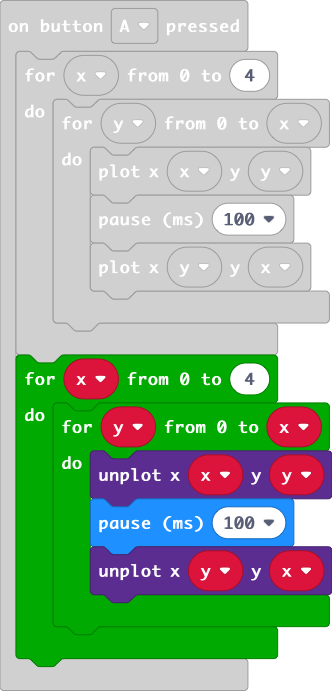 on button A pressed
for x from 0 to 4
do
for y from 0 to x
do
plot x x y y
pause (ms) 100
plot x y y x
for x from 0 to 4
do
for y from 0 to x
do
unplot x x y y
pause (ms) 100
unplot x y y x